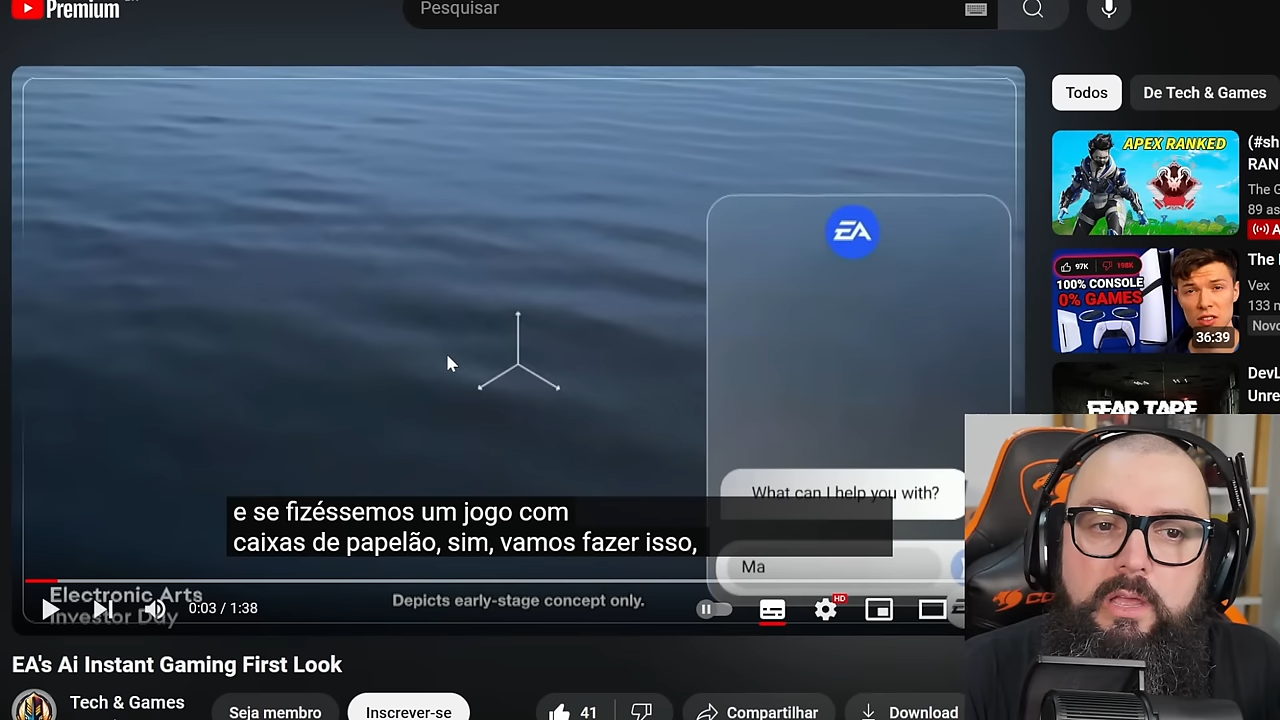 Premium
Pesquisar
Todos
De Tech & Games
APEX RANKED
(#sh
RAN
The G
89 as
EA
97K
198K
100% CONSOLE
0% GAMES
36:39
The
Vex
133 m
Novo
DevL
Unre
FEAR TAPE
What can I help you with?
e se fizéssemos um jogo com
caixas de papelão, sim, vamos fazer isso,
Ma
Electronic Arts
Investor Day
0:03 / 1:38
Depicts early-stage concept only.
HD
EA's Ai Instant Gaming First Look
Tech & Games
Seja membro
Inscrever-se
41
Compartilhar
Download